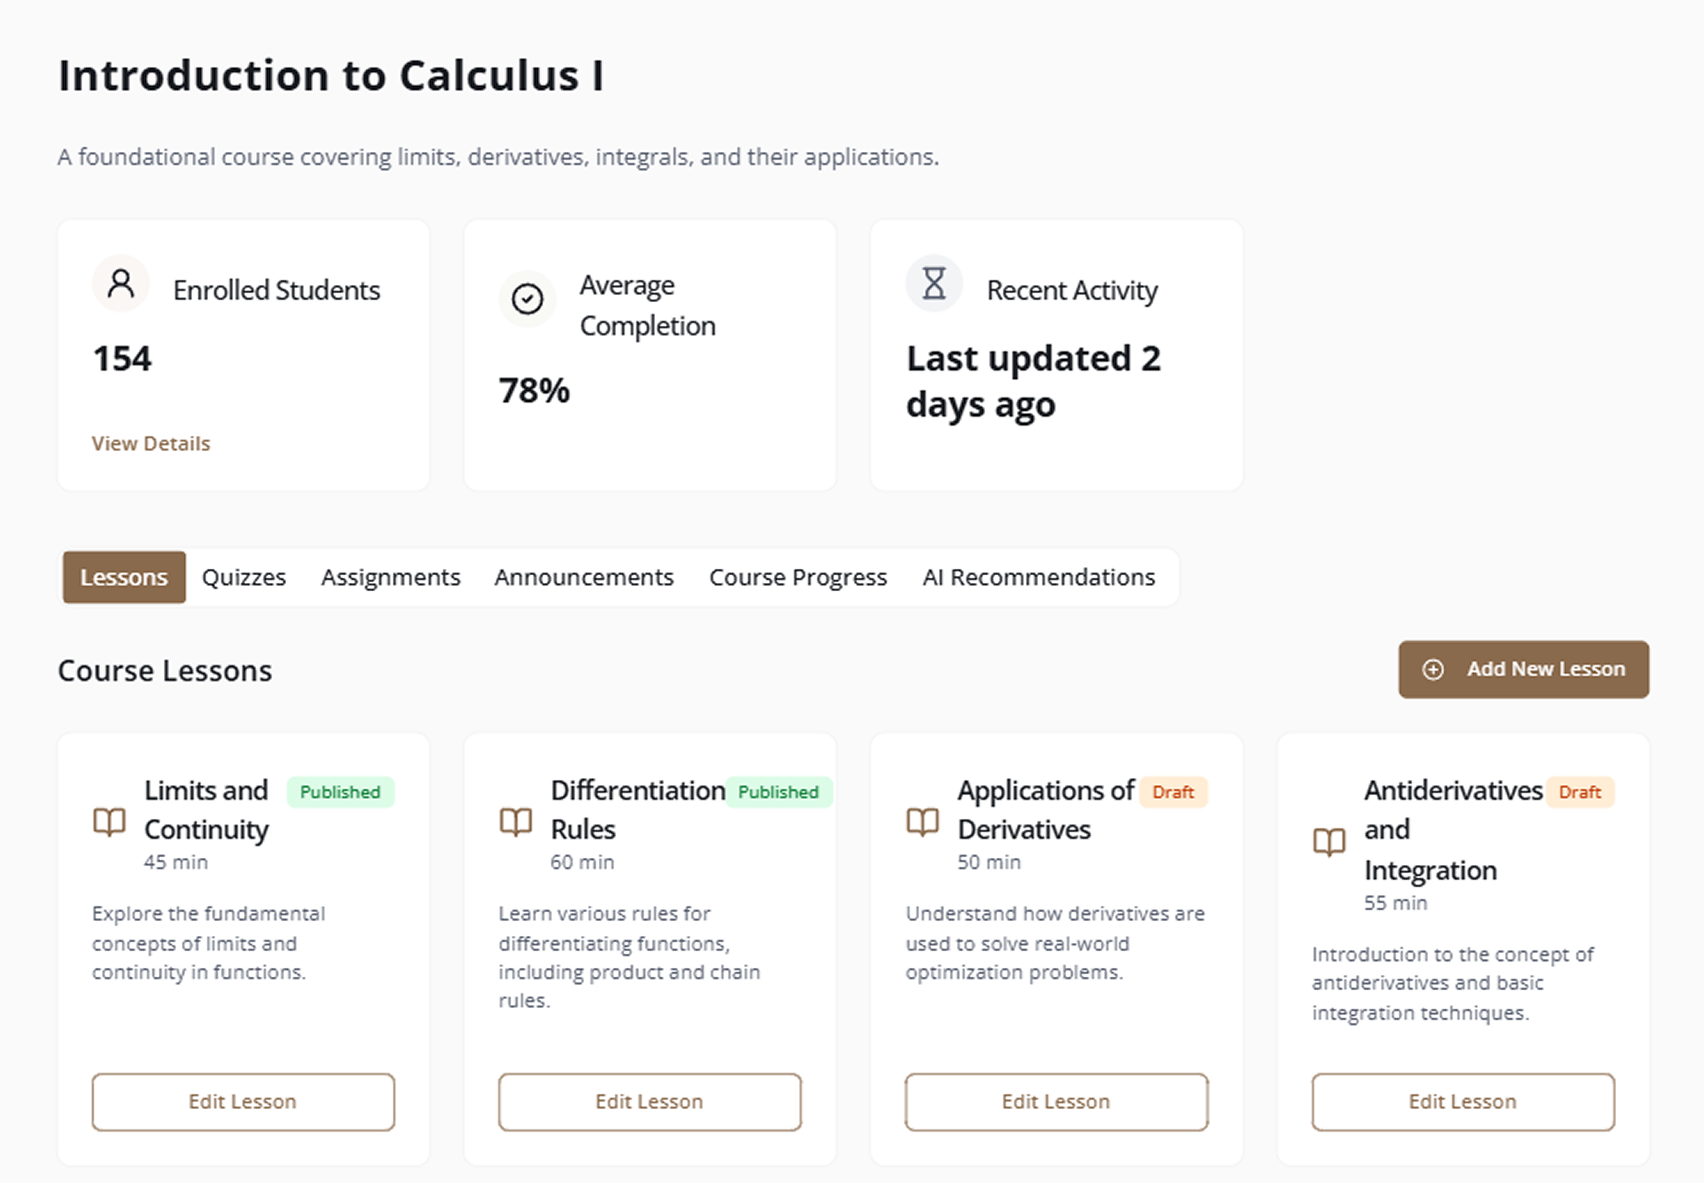 Introduction to Calculus I
A foundational course covering limits, derivatives, integrals, and their applications.
Enrolled Students
154
View Details
Average
Completion
78%
Recent Activity
Last updated 2
days ago
Lessons
Quizzes
Assignments
Announcements
Course Progress
AI Recommendations
Course Lessons
Add New Lesson
Limits and
Continuity
Published
45 min
Explore the fundamental
concepts of limits and
continuity in functions.
Edit Lesson
Differentiation
Rules
Published
60 min
Learn various rules for
differentiating functions,
including product and chain
rules.
Edit Lesson
Applications of
Derivatives
Draft
50 min
Understand how derivatives are
used to solve real-world
optimization problems.
Edit Lesson
Antiderivatives
and
Integration
Draft
55 min
Introduction to the concept of
antiderivatives and basic
integration techniques.
Edit Lesson